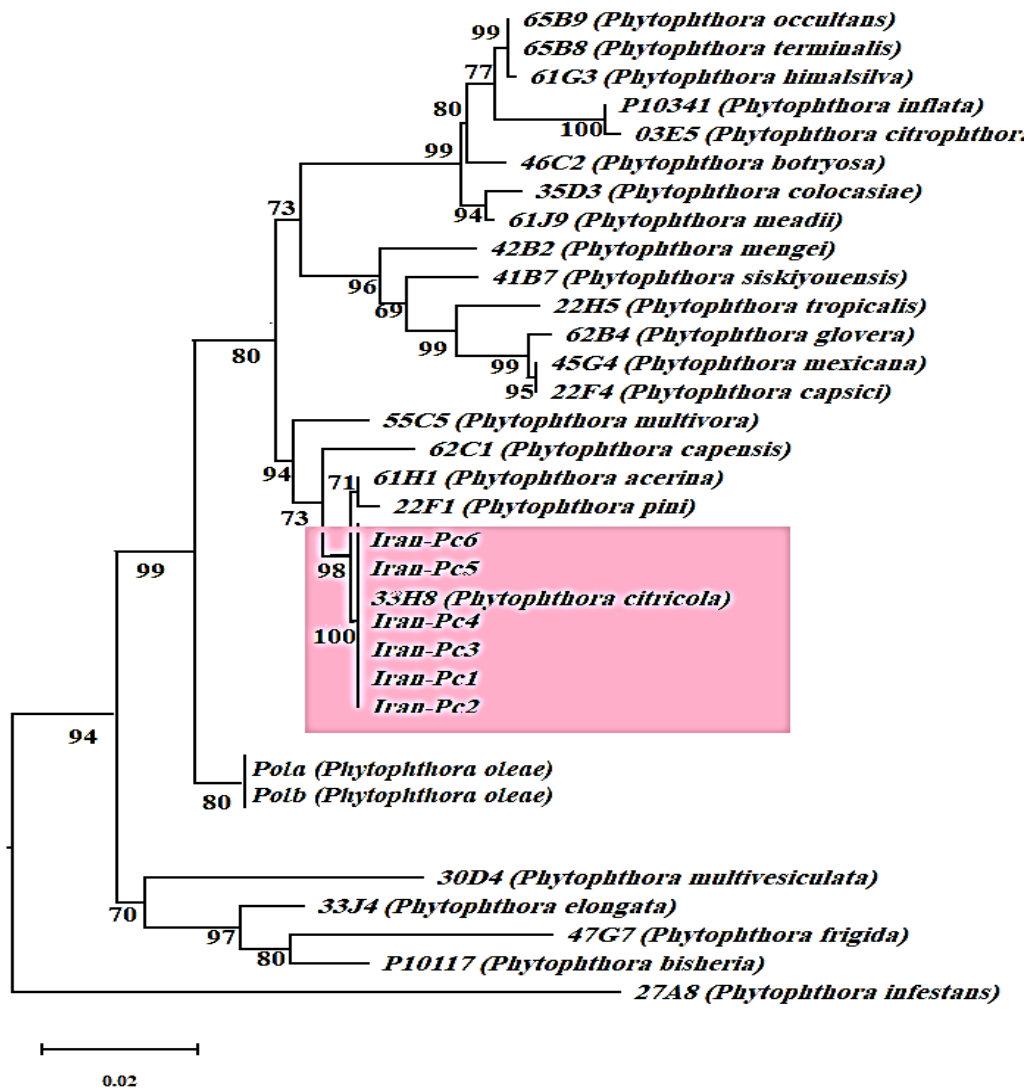 65B9 (Phytophthora occultans)
99
65B8 (Phytophthora terminalis)
77
61G3 (Phytophthora himalsilva)
P10341 (Phytophthora inflata)
80
100
03E5 (Phytophthora citrophthora
99
46C2 (Phytophthora botryosa)
35D3 (Phytophthora colocasiae)
94
61J9 (Phytophthora meadii)
73
42B2 (Phytophthora mengei)
96
41B7 (Phytophthora siskiyouensis)
69
22H5 (Phytophthora tropicalis)
62B4 (Phytophthora glovera)
99
80
99
45G4 (Phytophthora mexicana)
95
22F4 (Phytophthora capsici)
55C5 (Phytophthora multivora)
62C1 (Phytophthora capensis)
94
71
61H1 (Phytophthora acerina)
22F1 (Phytophthora pini)
73
Iran-Pc6
98
Iran-Pc5
99
33H8 (Phytophthora citricola)
Iran-Pc4
100
Iran-Pc3
Iran-Pc1
Iran-Pc2
94
Pola (Phytophthora oleae)
Polb (Phytophthora oleae)
80
30D4 (Phytophthora multivesiculata)
70
33J4 (Phytophthora elongata)
97
47G7 (Phytophthora frigida)
80
P10117 (Phytophthora bisheria)
27A8 (Phytophthora infestans)
0.02